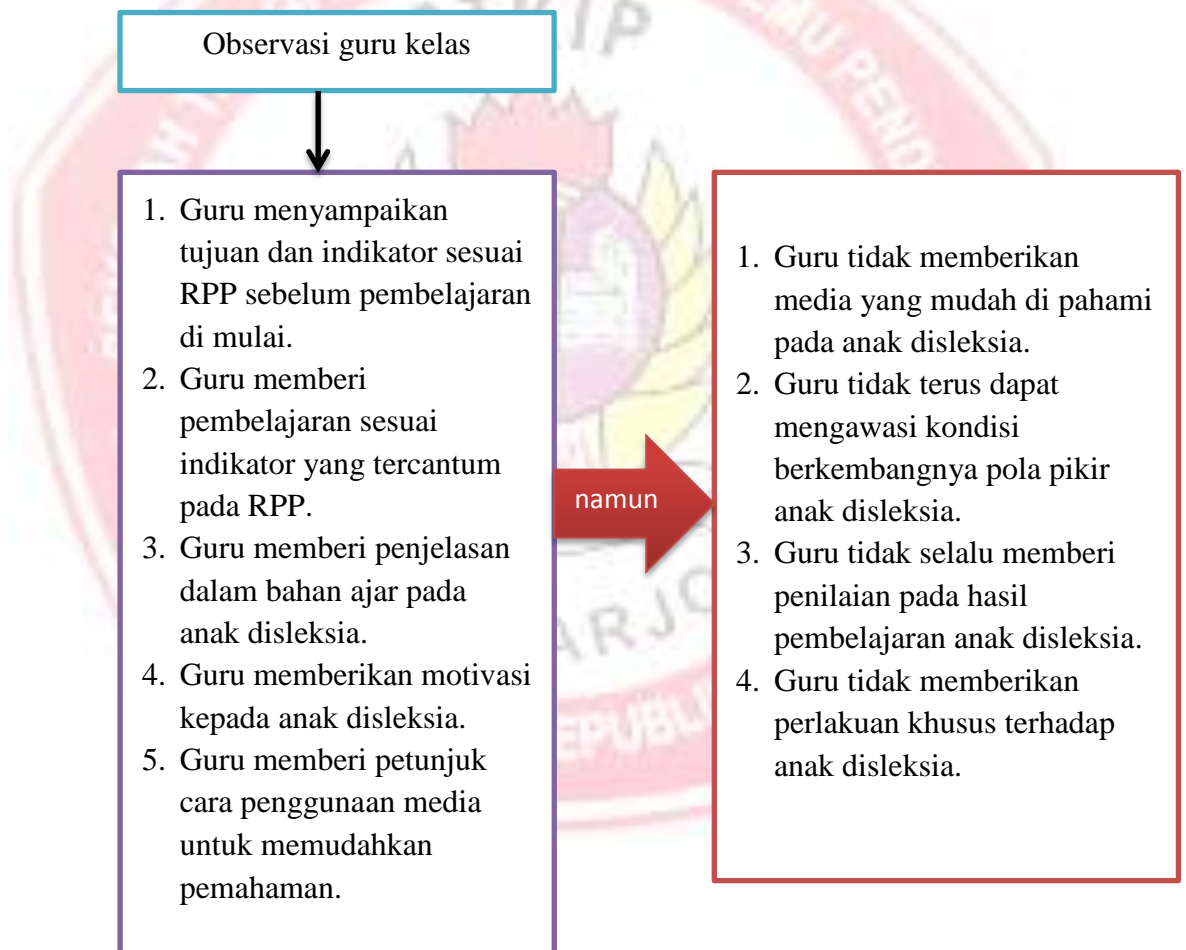 Observasi guru kelas
1. Guru menyampaikan
tujuan dan indikator sesuai
RPP sebelum pembelajaran
di mulai.
2. Guru memberi
pembelajaran sesuai
indikator yang tercantum
pada RPP.
3. Guru memberi penjelasan
dalam bahan ajar pada
anak disleksia.
4. Guru memberikan motivasi
kepada anak disleksia.
5. Guru memberi petunjuk
cara penggunaan media
untuk memudahkan
pemahaman.
namun
1. Guru tidak memberikan
media yang mudah di pahami
pada anak disleksia.
2. Guru tidak terus dapat
mengawasi kondisi
berkembangnya pola pikir
anak disleksia.
3. Guru tidak selalu memberi
penilaian pada hasil
pembelajaran anak disleksia.
4. Guru tidak memberikan
perlakuan khusus terhadap
anak disleksia.